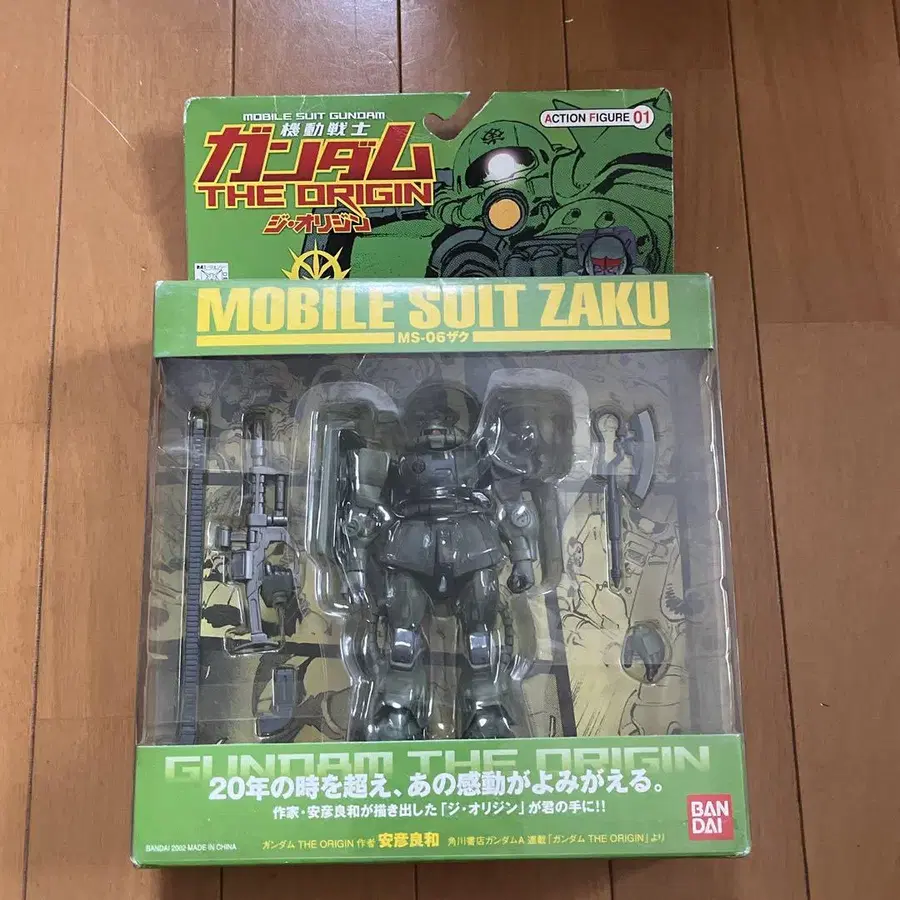 ACTION FIGURE 01
MOBILE SUIT GUNDAM
機動戦士
ガンダム
THE ORIGIN
ジ・オリジン
MOBILE SUIT ZAKU
MS-06ザク
GUNDAM THE ORIGIN
20年の時を超え、あの感動がよみがえる。
作家・安彦良和が描き出した「ジ・オリジン」が君の手に!!
BANDAI 2002 MADE IN CHINA
ガンダム THE ORIGIN 作者 安彦良和 角川書店ガンダムA 連載「ガンダム THE ORIGIN」より
BAN
DAI